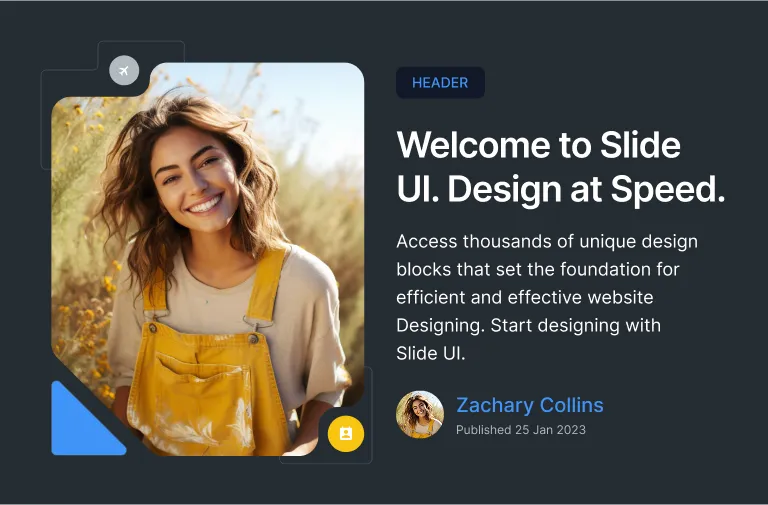 HEADER
Welcome to Slide
UI. Design at Speed.
Access thousands of unique design
blocks that set the foundation for
efficient and effective website
Designing. Start designing with
Slide UI.
Zachary Collins
Published 25 Jan 2023